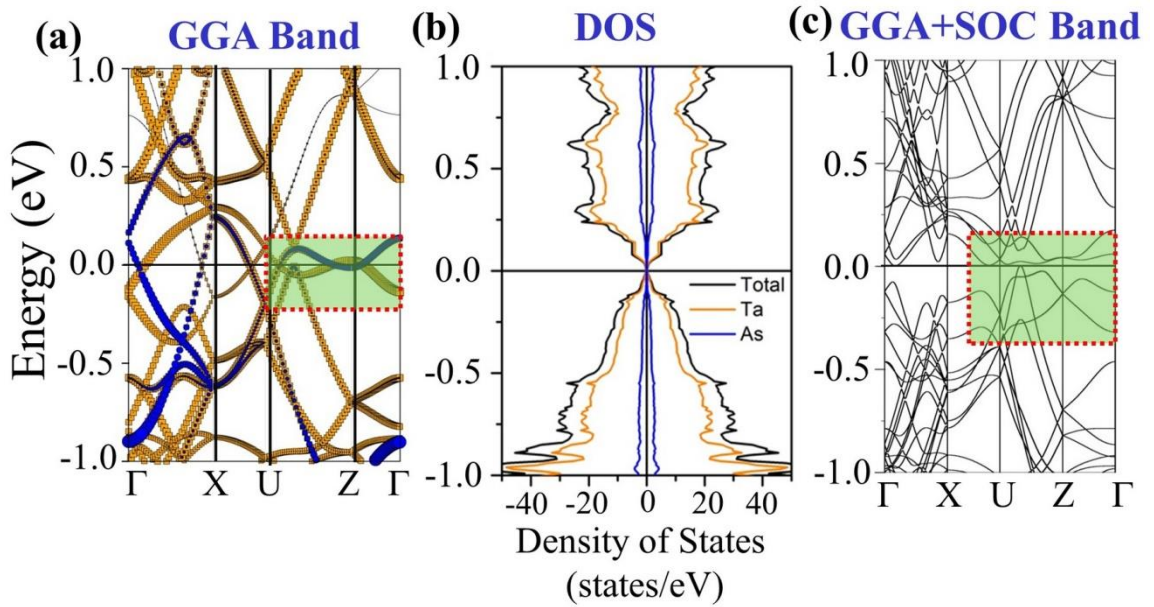 (a) GGA Band
(b) DOS
(c) GGA+SOC Band
Energy (eV)
1.0
0.5
0.0
-0.5
-1.0
Γ X U Z Γ
1.0
0.5
0.0
-0.5
-1.0
Total
Ta
As
-40 -20 0 20 40
Density of States
(states/eV)
1.0
0.5
0.0
-0.5
-1.0
Γ X U Z Γ